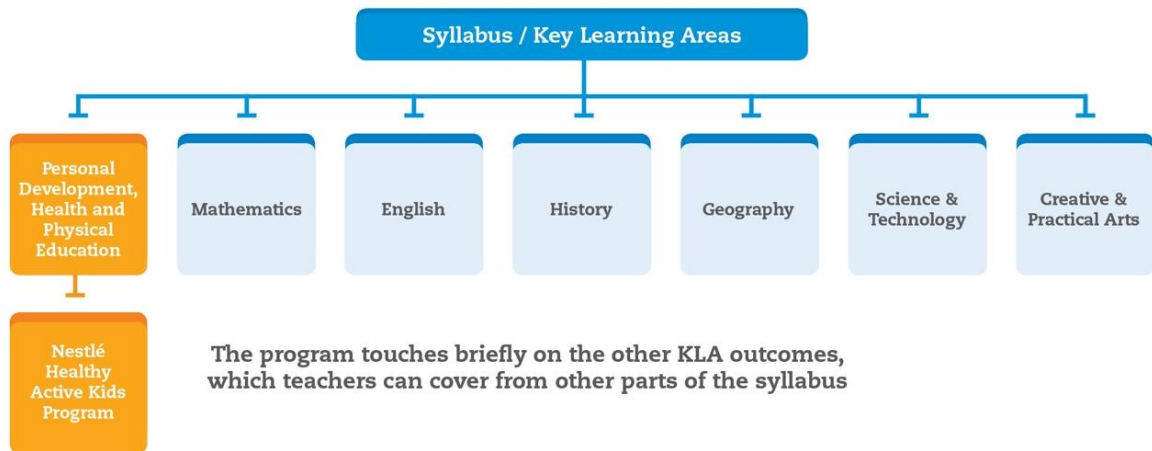 Syllabus / Key Learning Areas
Personal
Development,
Health and
Physical
Education
Mathematics
English
History
Geography
Science &
Technology
Creative &
Practical Arts
Nestlé
Healthy
Active Kids
Program
The program touches briefly on the other KLA outcomes,
which teachers can cover from other parts of the syllabus